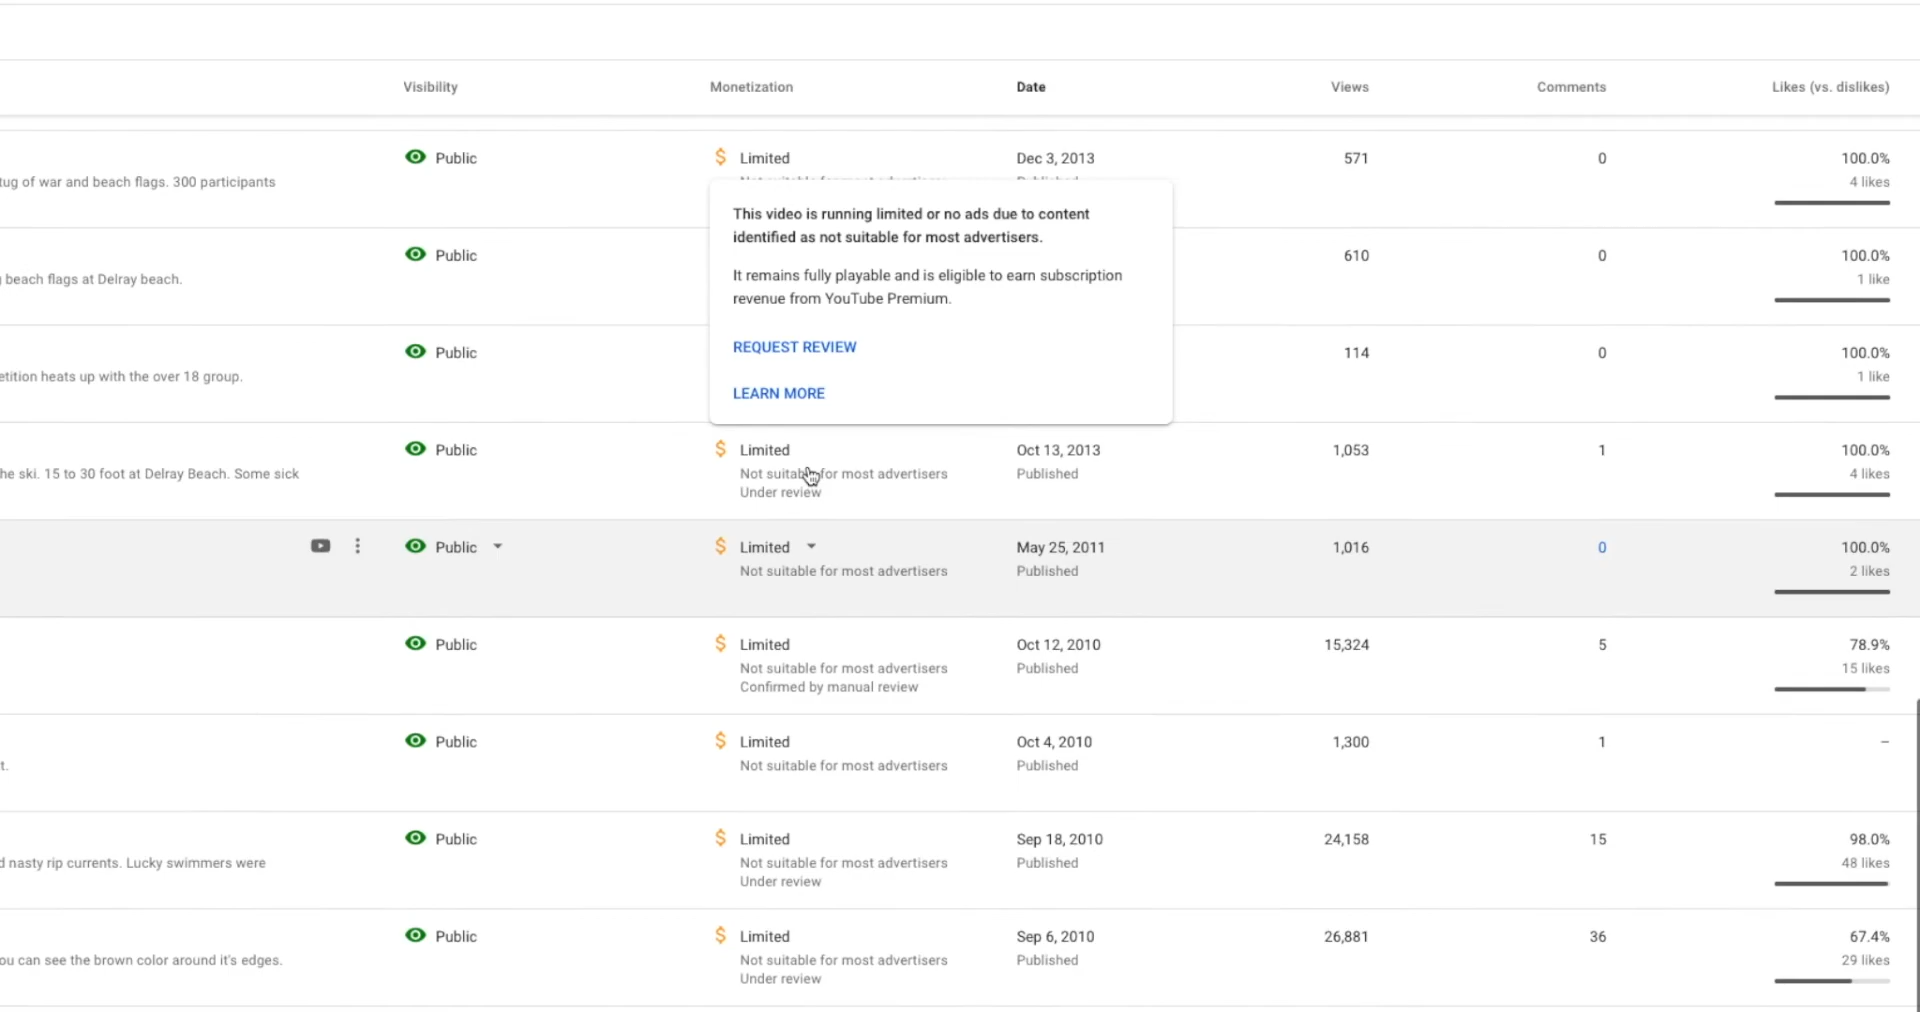 Visibility Monetization Date Views Comments Likes (vs. dislikes)
Public $ Limited Dec 3, 2013 571 0 100.0%
tug of war and beach flags. 300 participants Not suitable for most advertisers Published 4 likes
This video is running limited or no ads due to content
identified as not suitable for most advertisers.
It remains fully playable and is eligible to earn subscription
revenue from YouTube Premium.
REQUEST REVIEW
LEARN MORE
Public 610 0 100.0%
beach flags at Delray beach. 1 like
Public 114 0 100.0%
etition heats up with the over 18 group. 1 like
Public $ Limited Oct 13, 2013 1,053 1 100.0%
he ski. 15 to 30 foot at Delray Beach. Some sick Not suitable for most advertisers Published 4 likes
Under review
Public $ Limited May 25, 2011 1,016 0 100.0%
Not suitable for most advertisers Published 2 likes
Public $ Limited Oct 12, 2010 15,324 5 78.9%
Not suitable for most advertisers Published 15 likes
Confirmed by manual review
Public $ Limited Oct 4, 2010 1,300 1 –
t. Not suitable for most advertisers Published
Public $ Limited Sep 18, 2010 24,158 15 98.0%
d nasty rip currents. Lucky swimmers were Not suitable for most advertisers Published 48 likes
Under review
Public $ Limited Sep 6, 2010 26,881 36 67.4%
ou can see the brown color around it's edges. Not suitable for most advertisers Published 29 likes
Under review